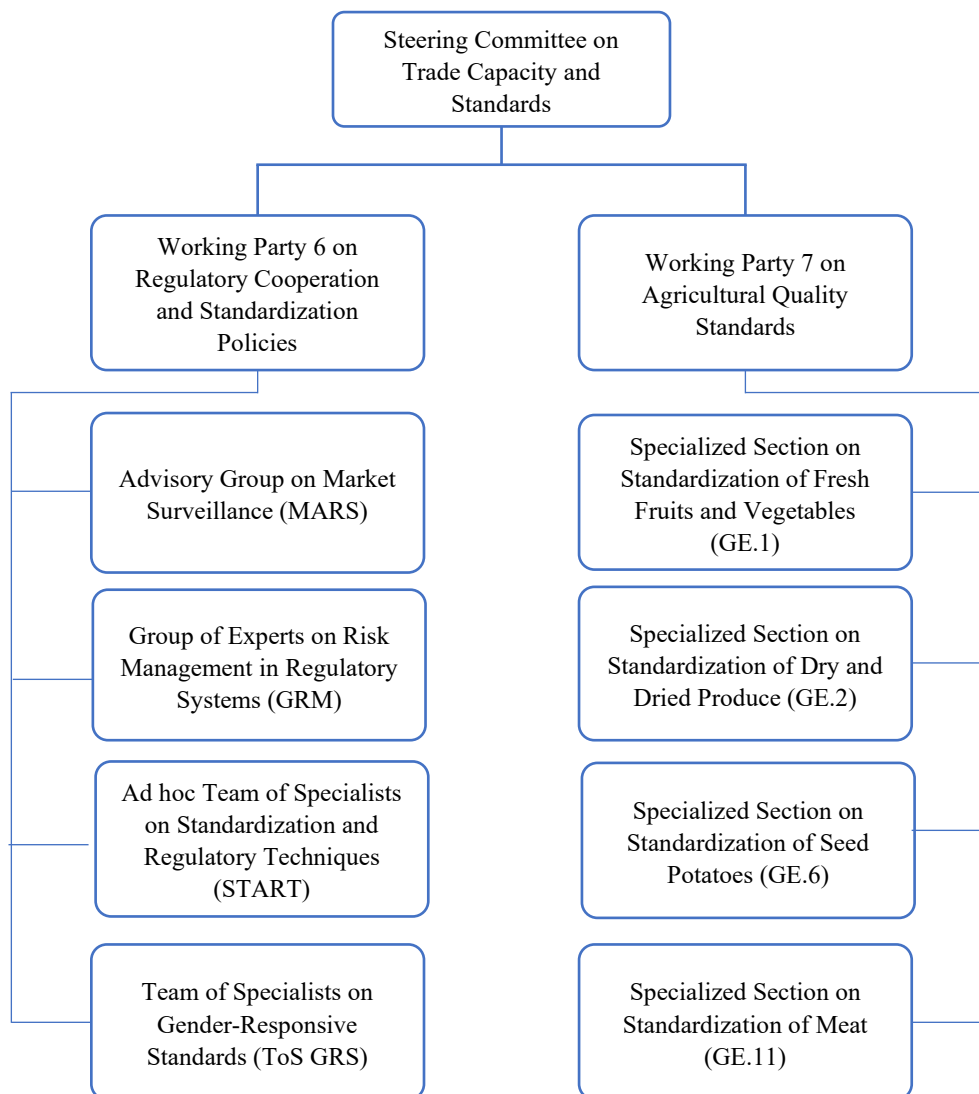 Steering Committee on
Trade Capacity and
Standards
Working Party 6 on
Regulatory Cooperation
and Standardization
Policies
Working Party 7 on
Agricultural Quality
Standards
Advisory Group on Market
Surveillance (MARS)
Group of Experts on Risk
Management in Regulatory
Systems (GRM)
Ad hoc Team of Specialists
on Standardization and
Regulatory Techniques
(START)
Team of Specialists on
Gender-Responsive
Standards (ToS GRS)
Specialized Section on
Standardization of Fresh
Fruits and Vegetables
(GE.1)
Specialized Section on
Standardization of Dry and
Dried Produce (GE.2)
Specialized Section on
Standardization of Seed
Potatoes (GE.6)
Specialized Section on
Standardization of Meat
(GE.11)